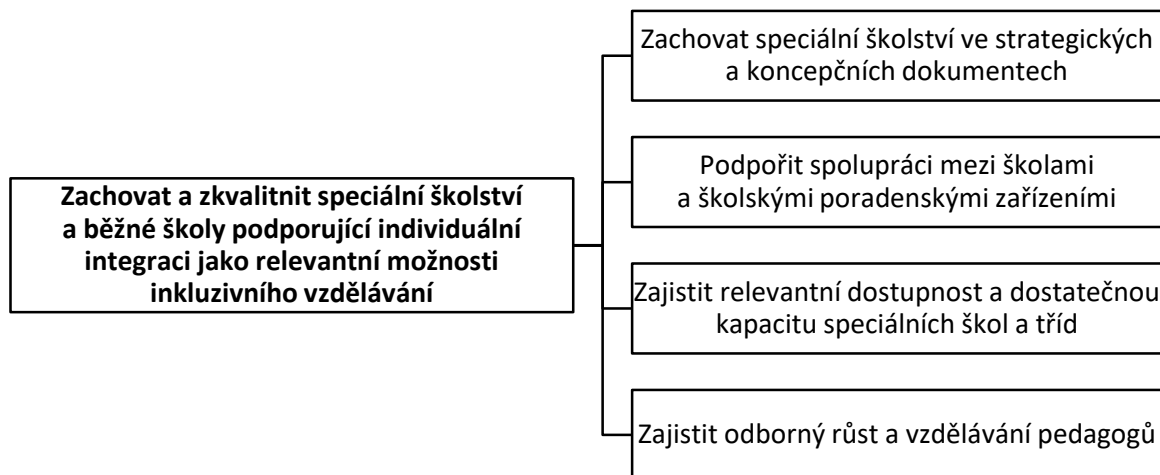 Zachovat speciální školství ve strategických
a koncepčních dokumentech
Podpořit spolupráci mezi školami
a školskými poradenskými zařízeními
Zachovat a zkvalitnit speciální školství
a běžné školy podporující individuální
integraci jako relevantní možnosti
inkluzivního vzdělávání
Zajistit relevantní dostupnost a dostatečnou
kapacitu speciálních škol a tříd
Zajistit odborný růst a vzdělávání pedagogů